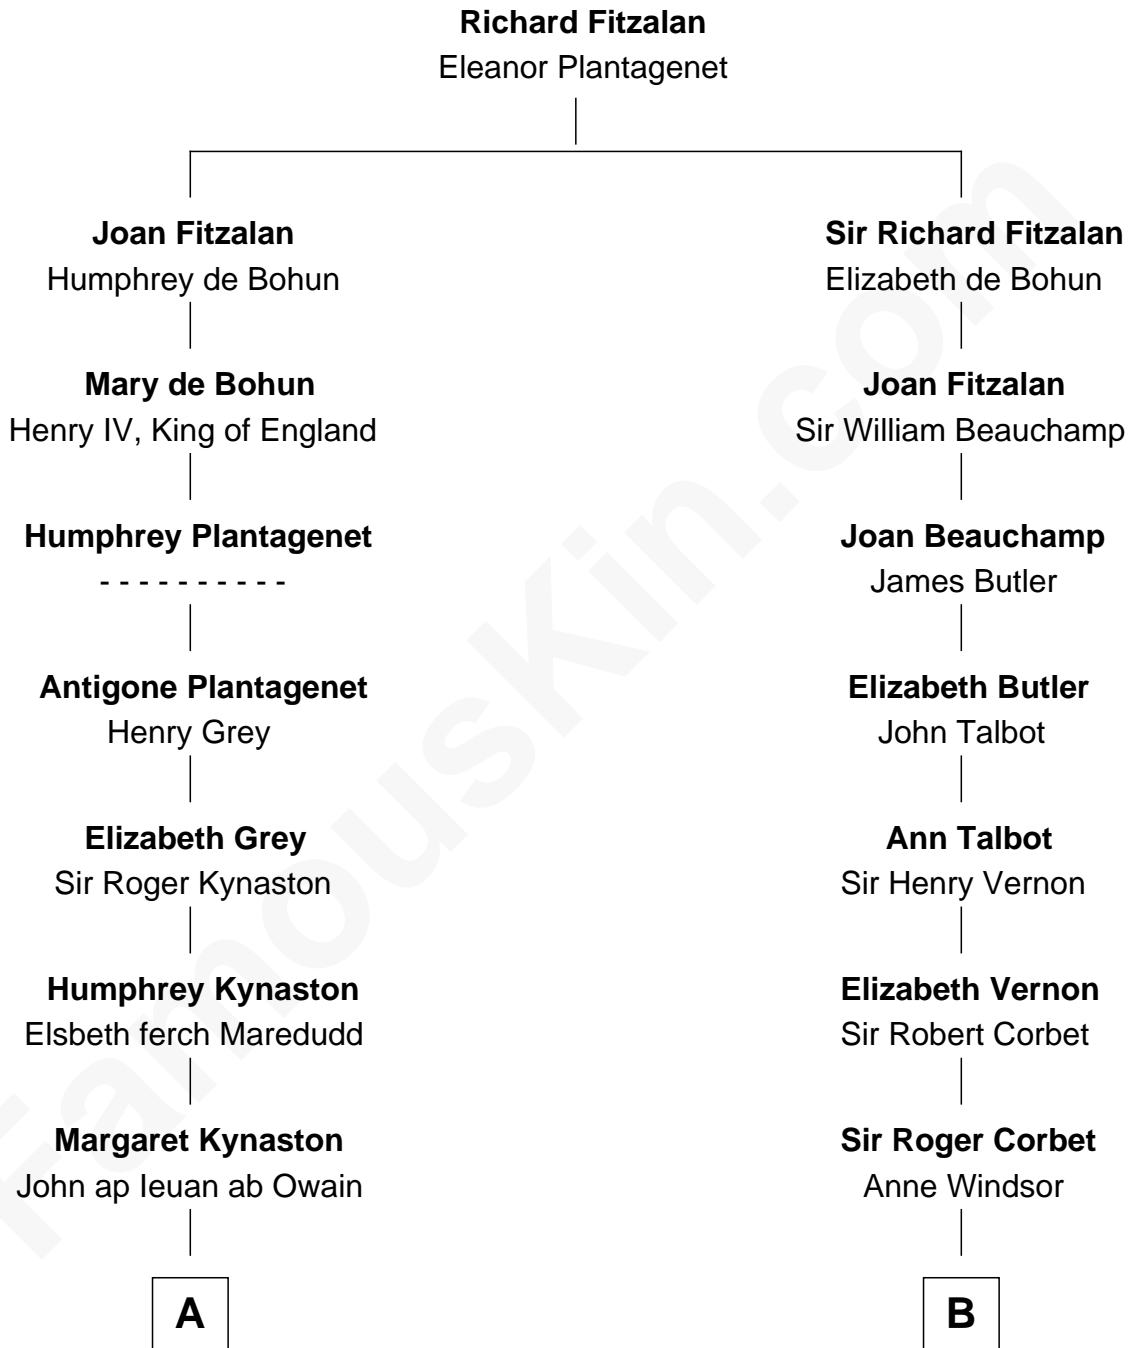 Richard Fitzalan
Eleanor Plantagenet
Joan Fitzalan
Humphrey de Bohun
Sir Richard Fitzalan
Elizabeth de Bohun
Mary de Bohun
Henry IV, King of England
Joan Fitzalan
Sir William Beauchamp
Humphrey Plantagenet
- - - - - - - - - -
Joan Beauchamp
James Butler
Antigone Plantagenet
Henry Grey
Elizabeth Butler
John Talbot
Elizabeth Grey
Sir Roger Kynaston
Ann Talbot
Sir Henry Vernon
Humphrey Kynaston
Elsbeth ferch Maredudd
Elizabeth Vernon
Sir Robert Corbet
Margaret Kynaston
John ap Ieuan ab Owain
Sir Roger Corbet
Anne Windsor
A
B
FamousKin.com